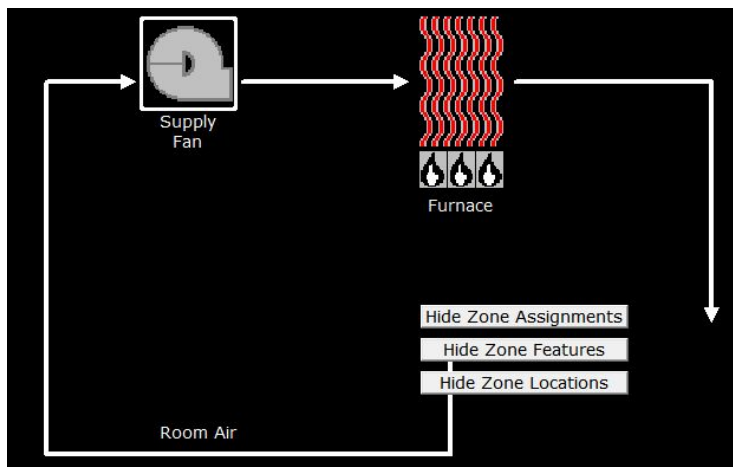 Supply
Fan
Furnace
Hide Zone Assignments
Hide Zone Features
Hide Zone Locations
Room Air